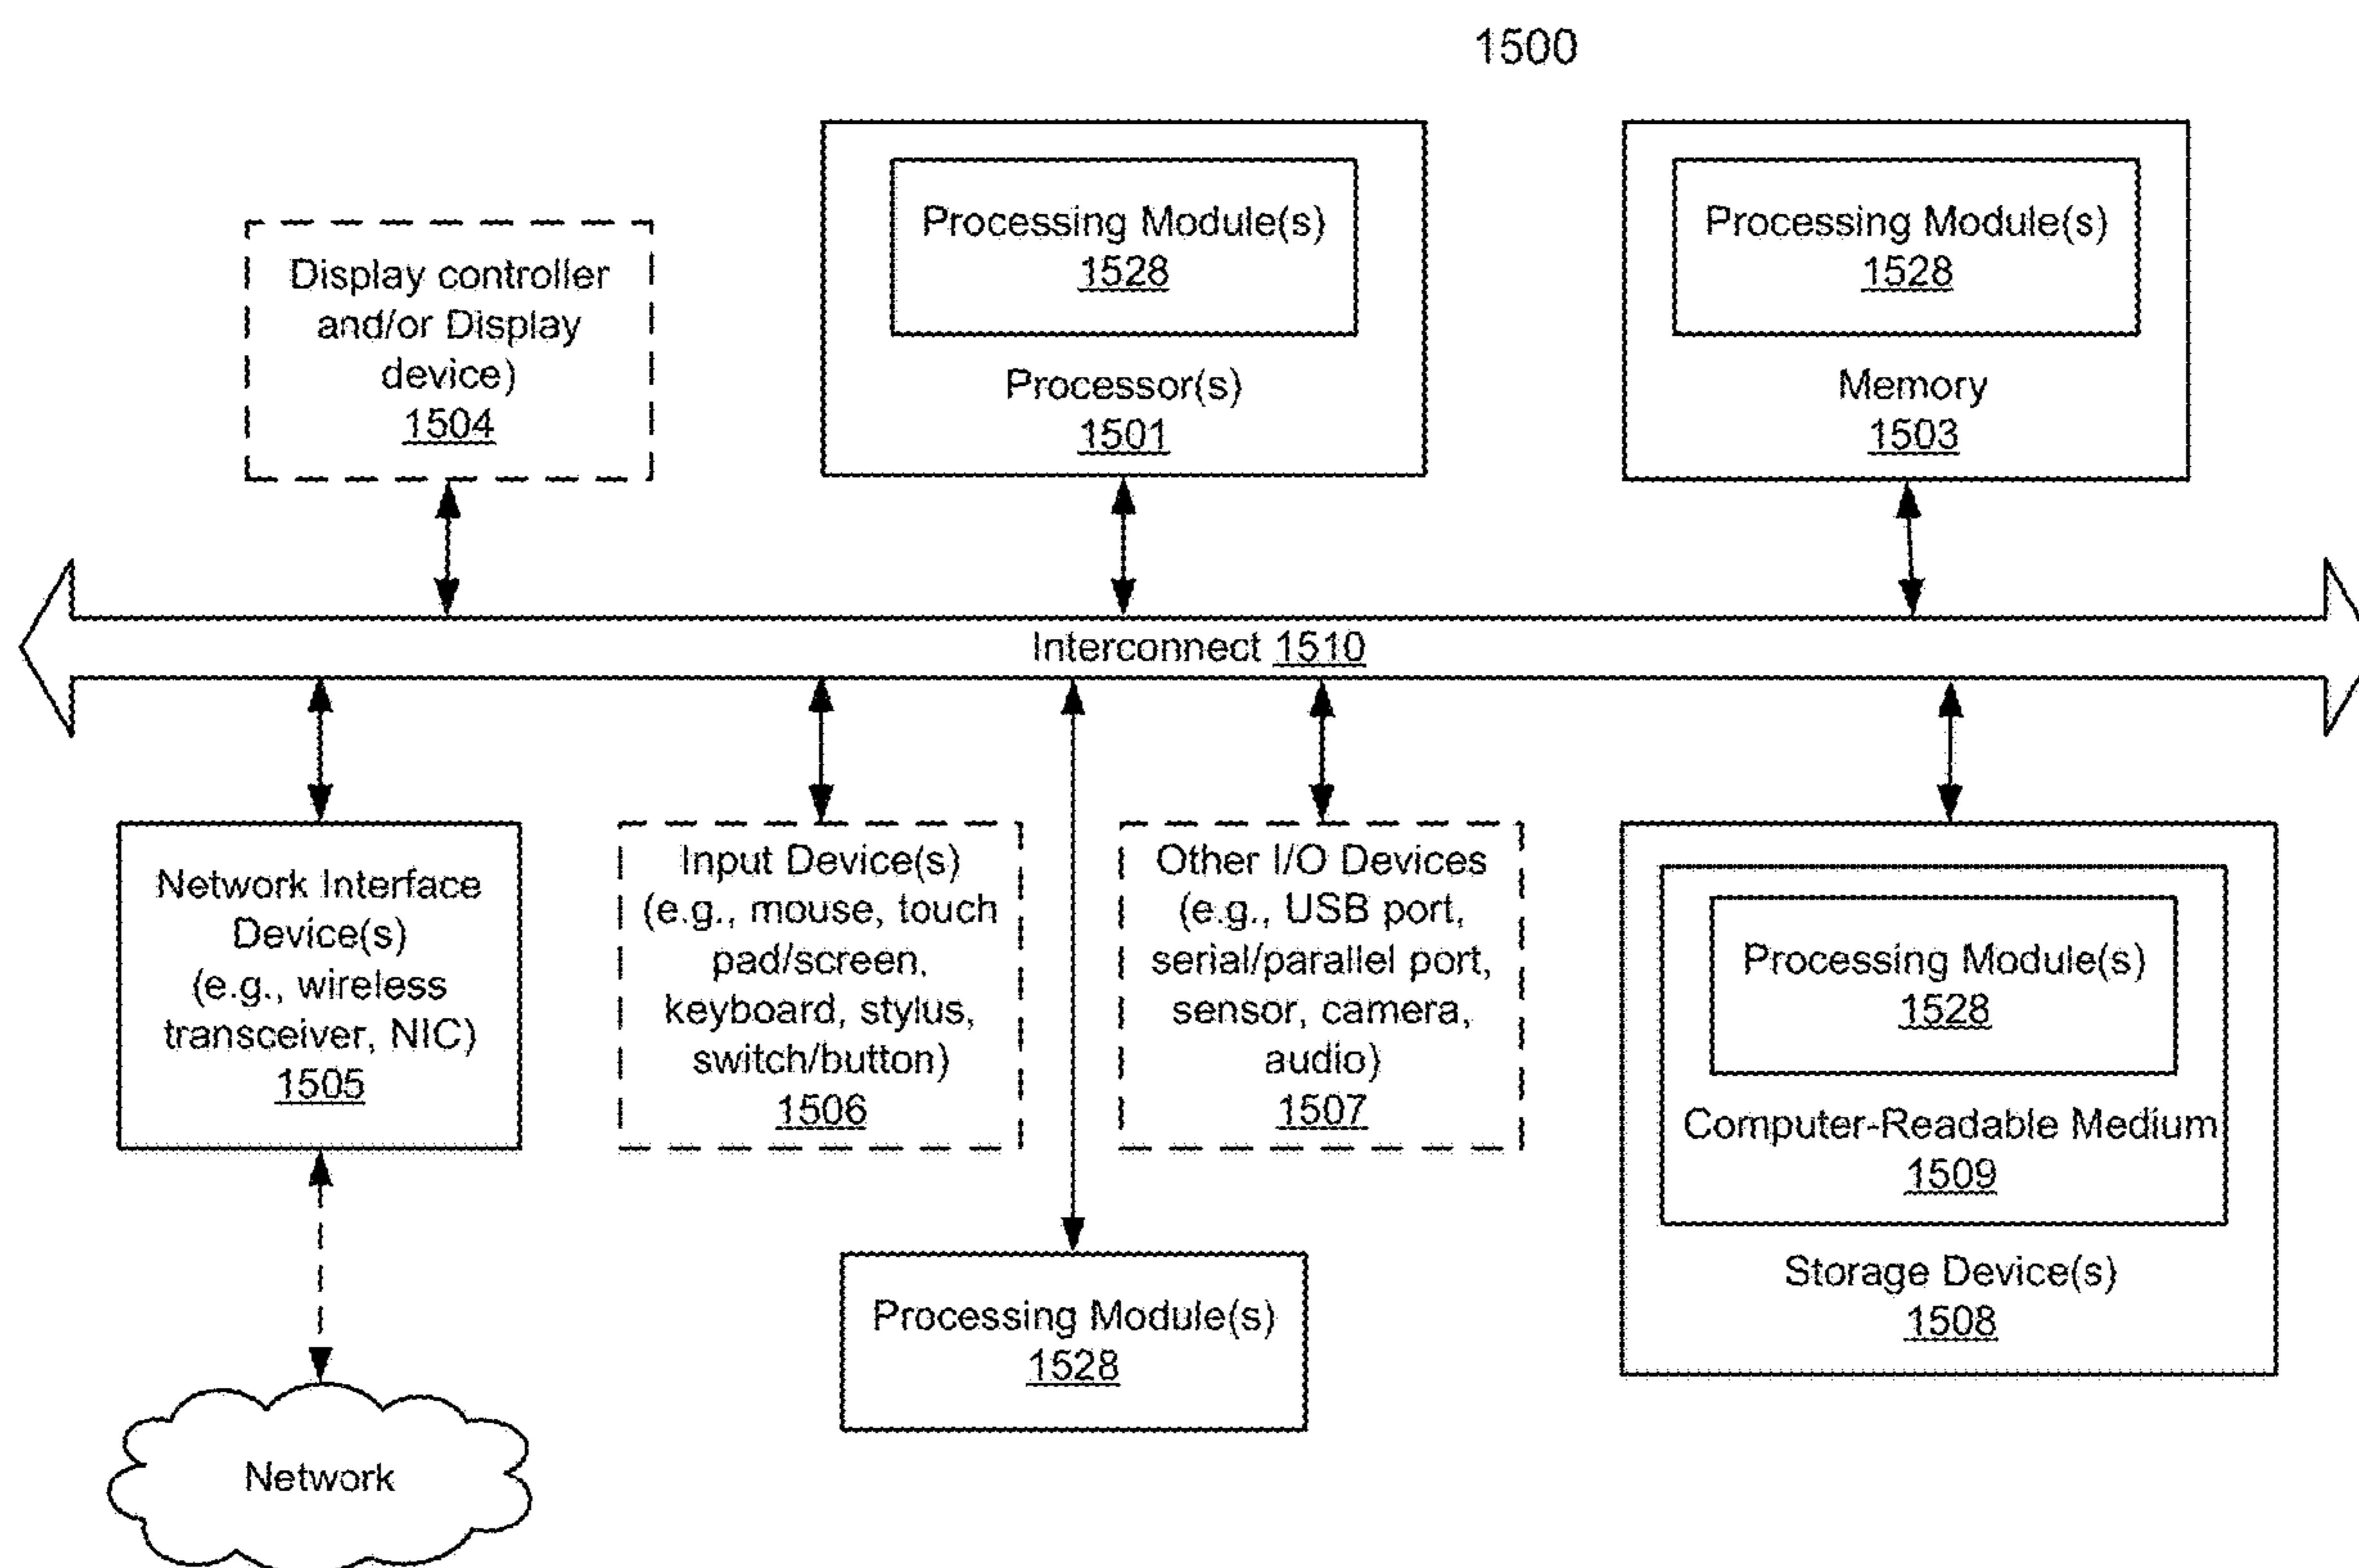 1500
Display controller
and/or Display
device)
1504
Processing Module(s)
1528
Processor(s)
1501
Processing Module(s)
1528
Memory
1503
Interconnect 1510
Network Interface
Device(s)
(e.g., wireless
transceiver, NIC)
1505
Input Device(s)
(e.g., mouse, touch
pad/screen,
keyboard, stylus,
switch/button)
1506
Other I/O Devices
(e.g., USB port,
serial/parallel port,
sensor, camera,
audio)
1507
Processing Module(s)
1528
Computer-Readable Medium
1509
Storage Device(s)
1508
Processing Module(s)
1528
Network